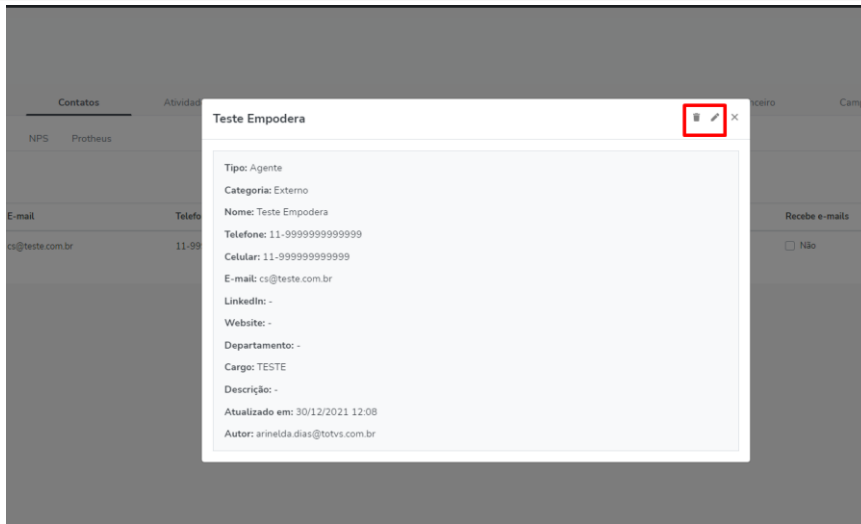 Contatos
Atividad
nceiro
Cam
NPS
Protheus
E-mail
Telefo
Recebe e-mails
cs@teste.com.br
11-99
Não
Teste Empodera
Tipo: Agente
Categoria: Externo
Nome: Teste Empodera
Telefone: 11-9999999999999
Celular: 11-999999999999
E-mail: cs@teste.com.br
LinkedIn: -
Website: -
Departamento: -
Cargo: TESTE
Descrição: -
Atualizado em: 30/12/2021 12:08
Autor: arinelda.dias@totvs.com.br